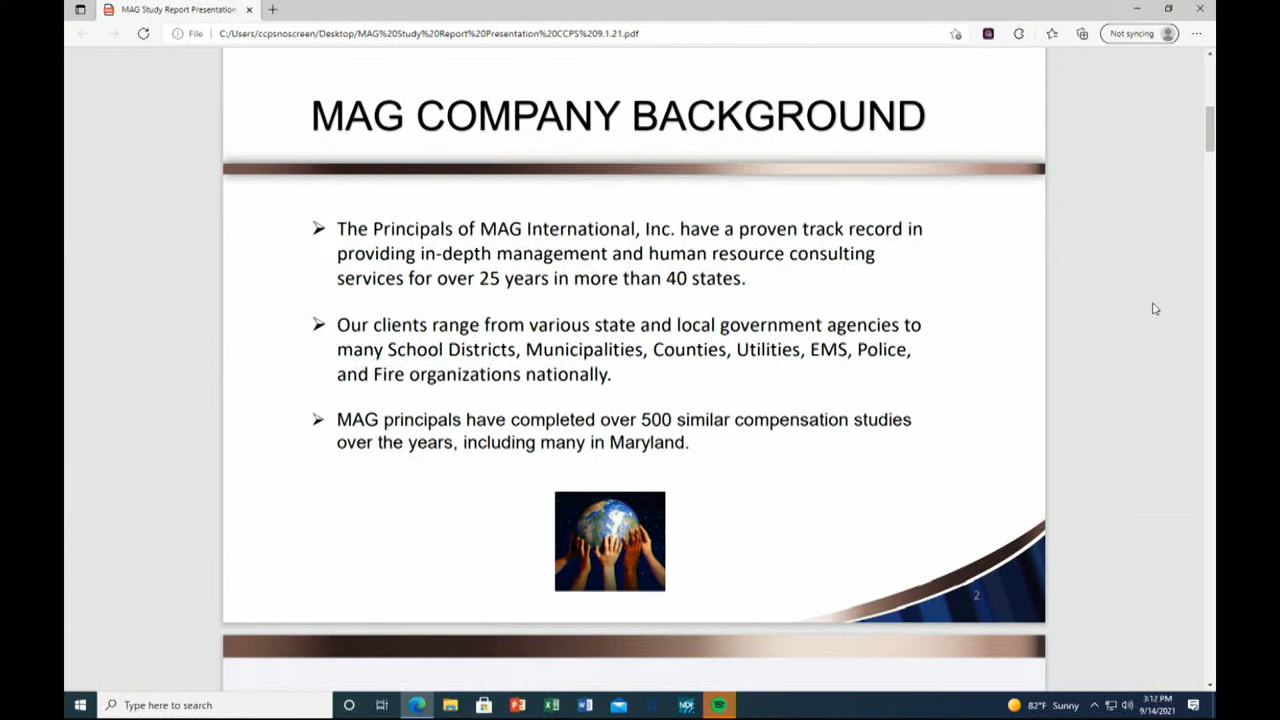 MAG Study Report Presentation
File
C:/Users/ccpsnoscreen/Desktop/MAG%20Study%20Report%20Presentation%20CCPS%209.1.21.pdf
Not syncing
MAG COMPANY BACKGROUND
The Principals of MAG International, Inc. have a proven track record in
providing in-depth management and human resource consulting
services for over 25 years in more than 40 states.
Our clients range from various state and local government agencies to
many School Districts, Municipalities, Counties, Utilities, EMS, Police,
and Fire organizations nationally.
MAG principals have completed over 500 similar compensation studies
over the years, including many in Maryland.
2
Type here to search
82°F Sunny
3:12 PM
9/14/2021